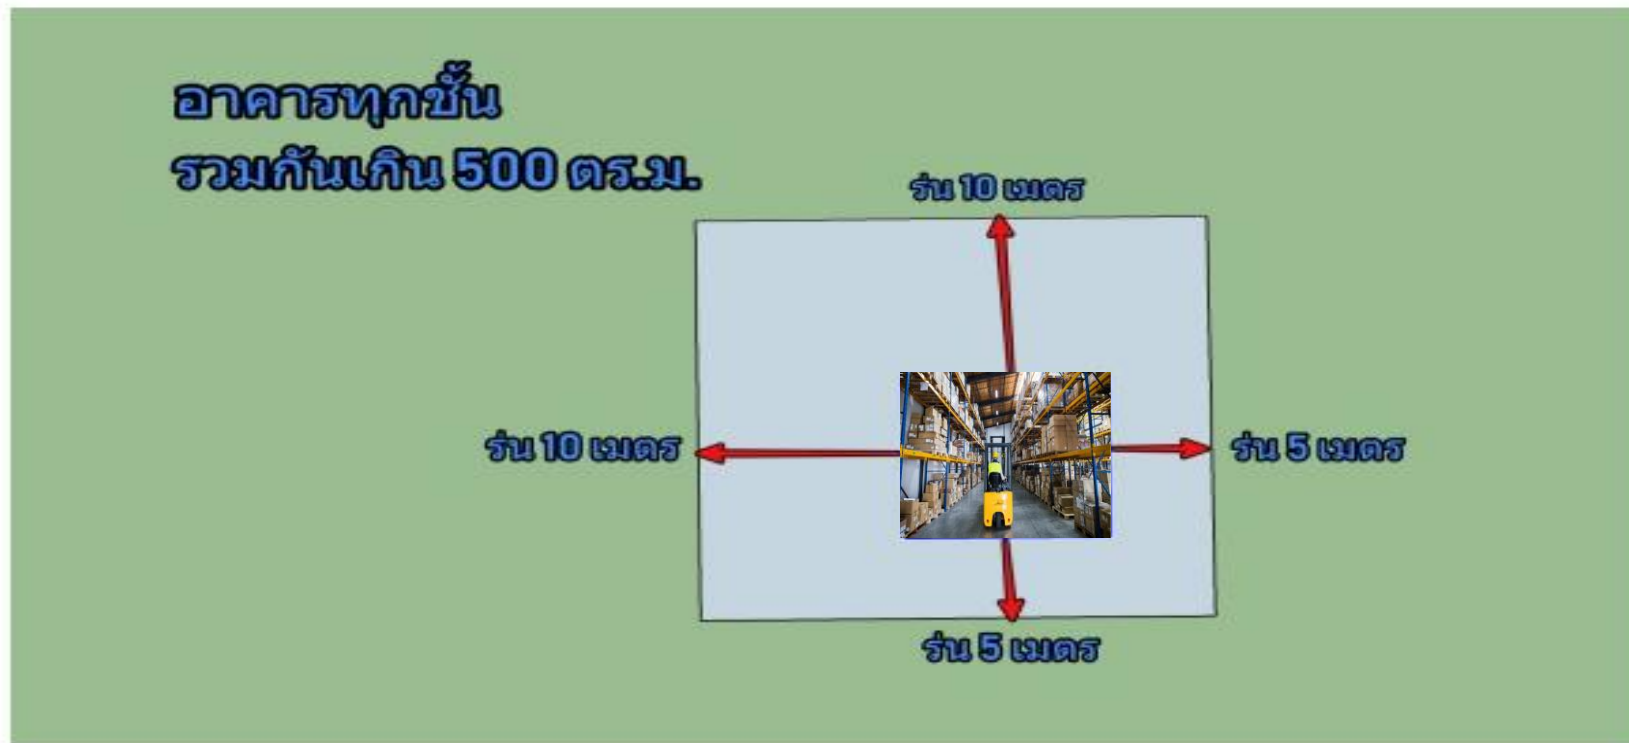 อาคารทุกชั้น
รวมกันเกิน 500 ตร.ม.
ร่น 10 เมตร
ร่น 10 เมตร
ร่น 5 เมตร
ร่น 5 เมตร